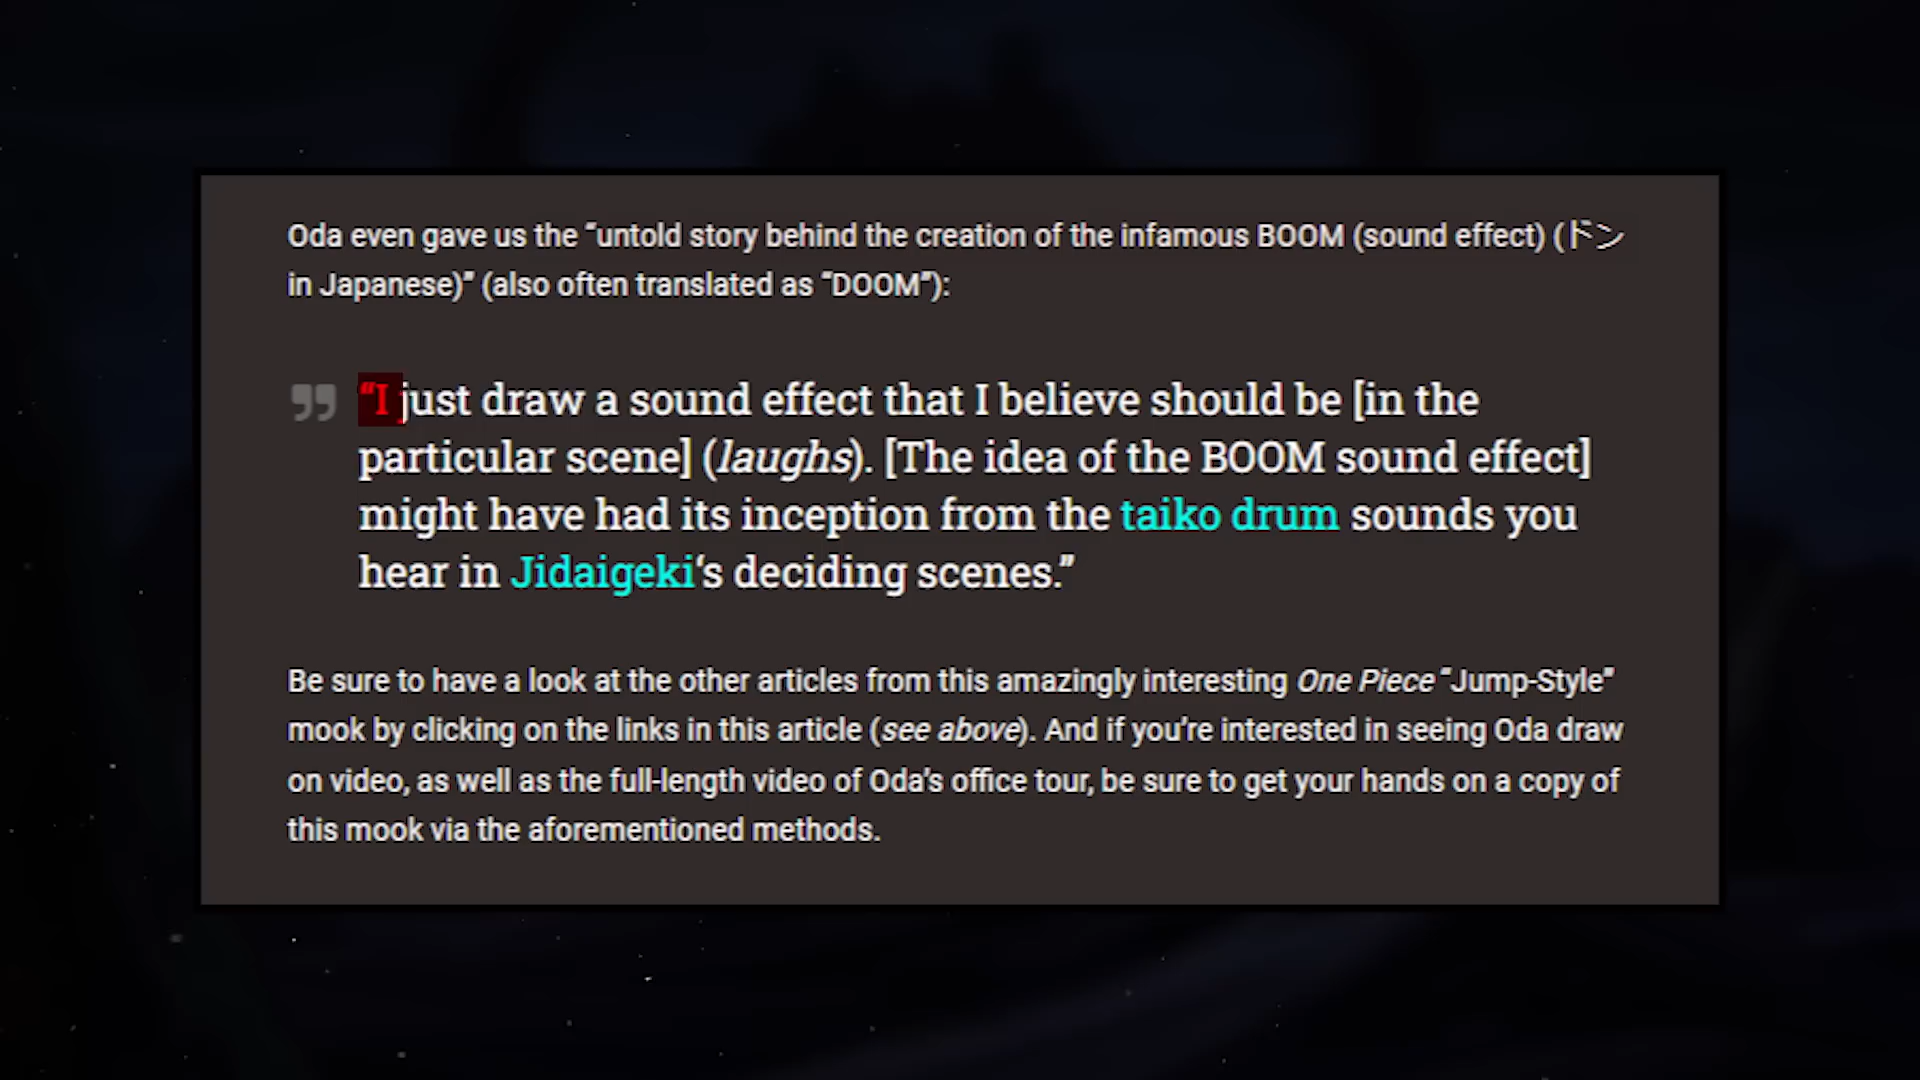 Oda even gave us the “untold story behind the creation of the infamous BOOM (sound effect) (ドン
in Japanese)” (also often translated as “DOOM”):
“I just draw a sound effect that I believe should be [in the
particular scene] (laughs). [The idea of the BOOM sound effect]
might have had its inception from the taiko drum sounds you
hear in Jidaigeki‘s deciding scenes.”
Be sure to have a look at the other articles from this amazingly interesting One Piece “Jump-Style”
mook by clicking on the links in this article (see above). And if you’re interested in seeing Oda draw
on video, as well as the full-length video of Oda’s office tour, be sure to get your hands on a copy of
this mook via the aforementioned methods.